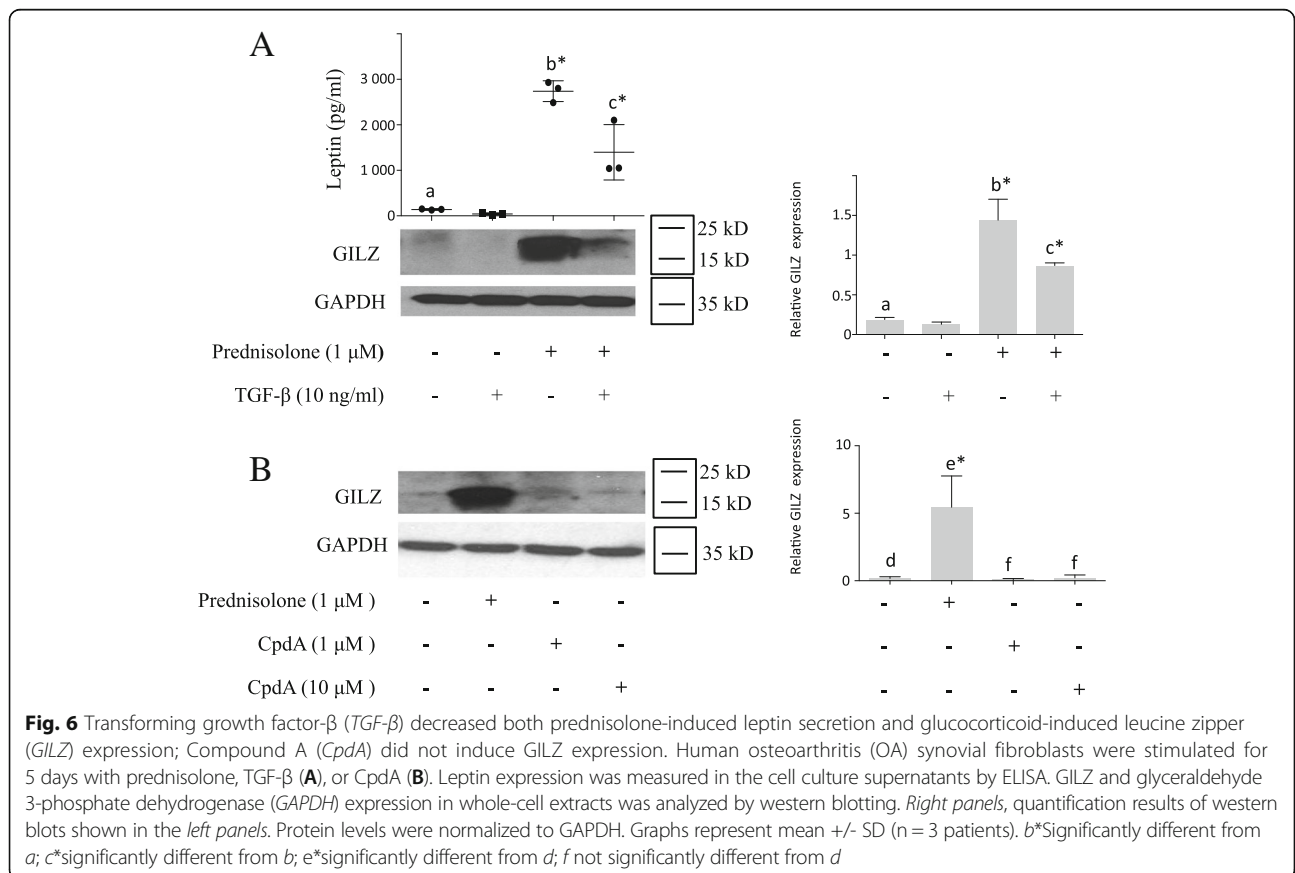 A
Leptin (pg/ml)
3 000
2 000
1 000
0
a
b*
c*
GILZ
25 kD
15 kD
GAPDH
35 kD
Prednisolone (1 µM) - - + +
TGF-β (10 ng/ml) - + - +
Relative GILZ expression
1.5
1
0.5
0
a
b*
c*
- - + +
- + - +
B
GILZ
25 kD
15 kD
GAPDH
35 kD
Prednisolone (1 µM ) - + - -
CpdA (1 µM ) - - + -
CpdA (10 µM ) - - - +
Relative GILZ expression
10
5
0
d
e*
f
f
- + - -
- - + -
- - - +
Fig. 6 Transforming growth factor-β (TGF-β) decreased both prednisolone-induced leptin secretion and glucocorticoid-induced leucine zipper
(GILZ) expression; Compound A (CpdA) did not induce GILZ expression. Human osteoarthritis (OA) synovial fibroblasts were stimulated for
5 days with prednisolone, TGF-β (A), or CpdA (B). Leptin expression was measured in the cell culture supernatants by ELISA. GILZ and glyceraldehyde
3-phosphate dehydrogenase (GAPDH) expression in whole-cell extracts was analyzed by western blotting. Right panels, quantification results of western
blots shown in the left panels. Protein levels were normalized to GAPDH. Graphs represent mean +/- SD (n = 3 patients). b*Significantly different from
a; c*significantly different from b; e*significantly different from d; f not significantly different from d